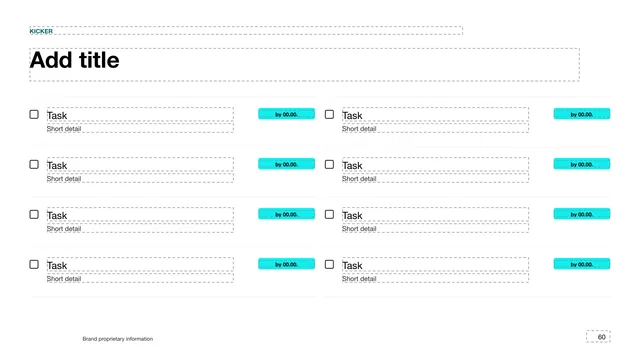 KICKER
Add title
Task
Short detail
by 00.00.
Task
Short detail
by 00.00.
Task
Short detail
by 00.00.
Task
Short detail
by 00.00.
Task
Short detail
by 00.00.
Task
Short detail
by 00.00.
Task
Short detail
by 00.00.
Task
Short detail
by 00.00.
Brand proprietary information
60